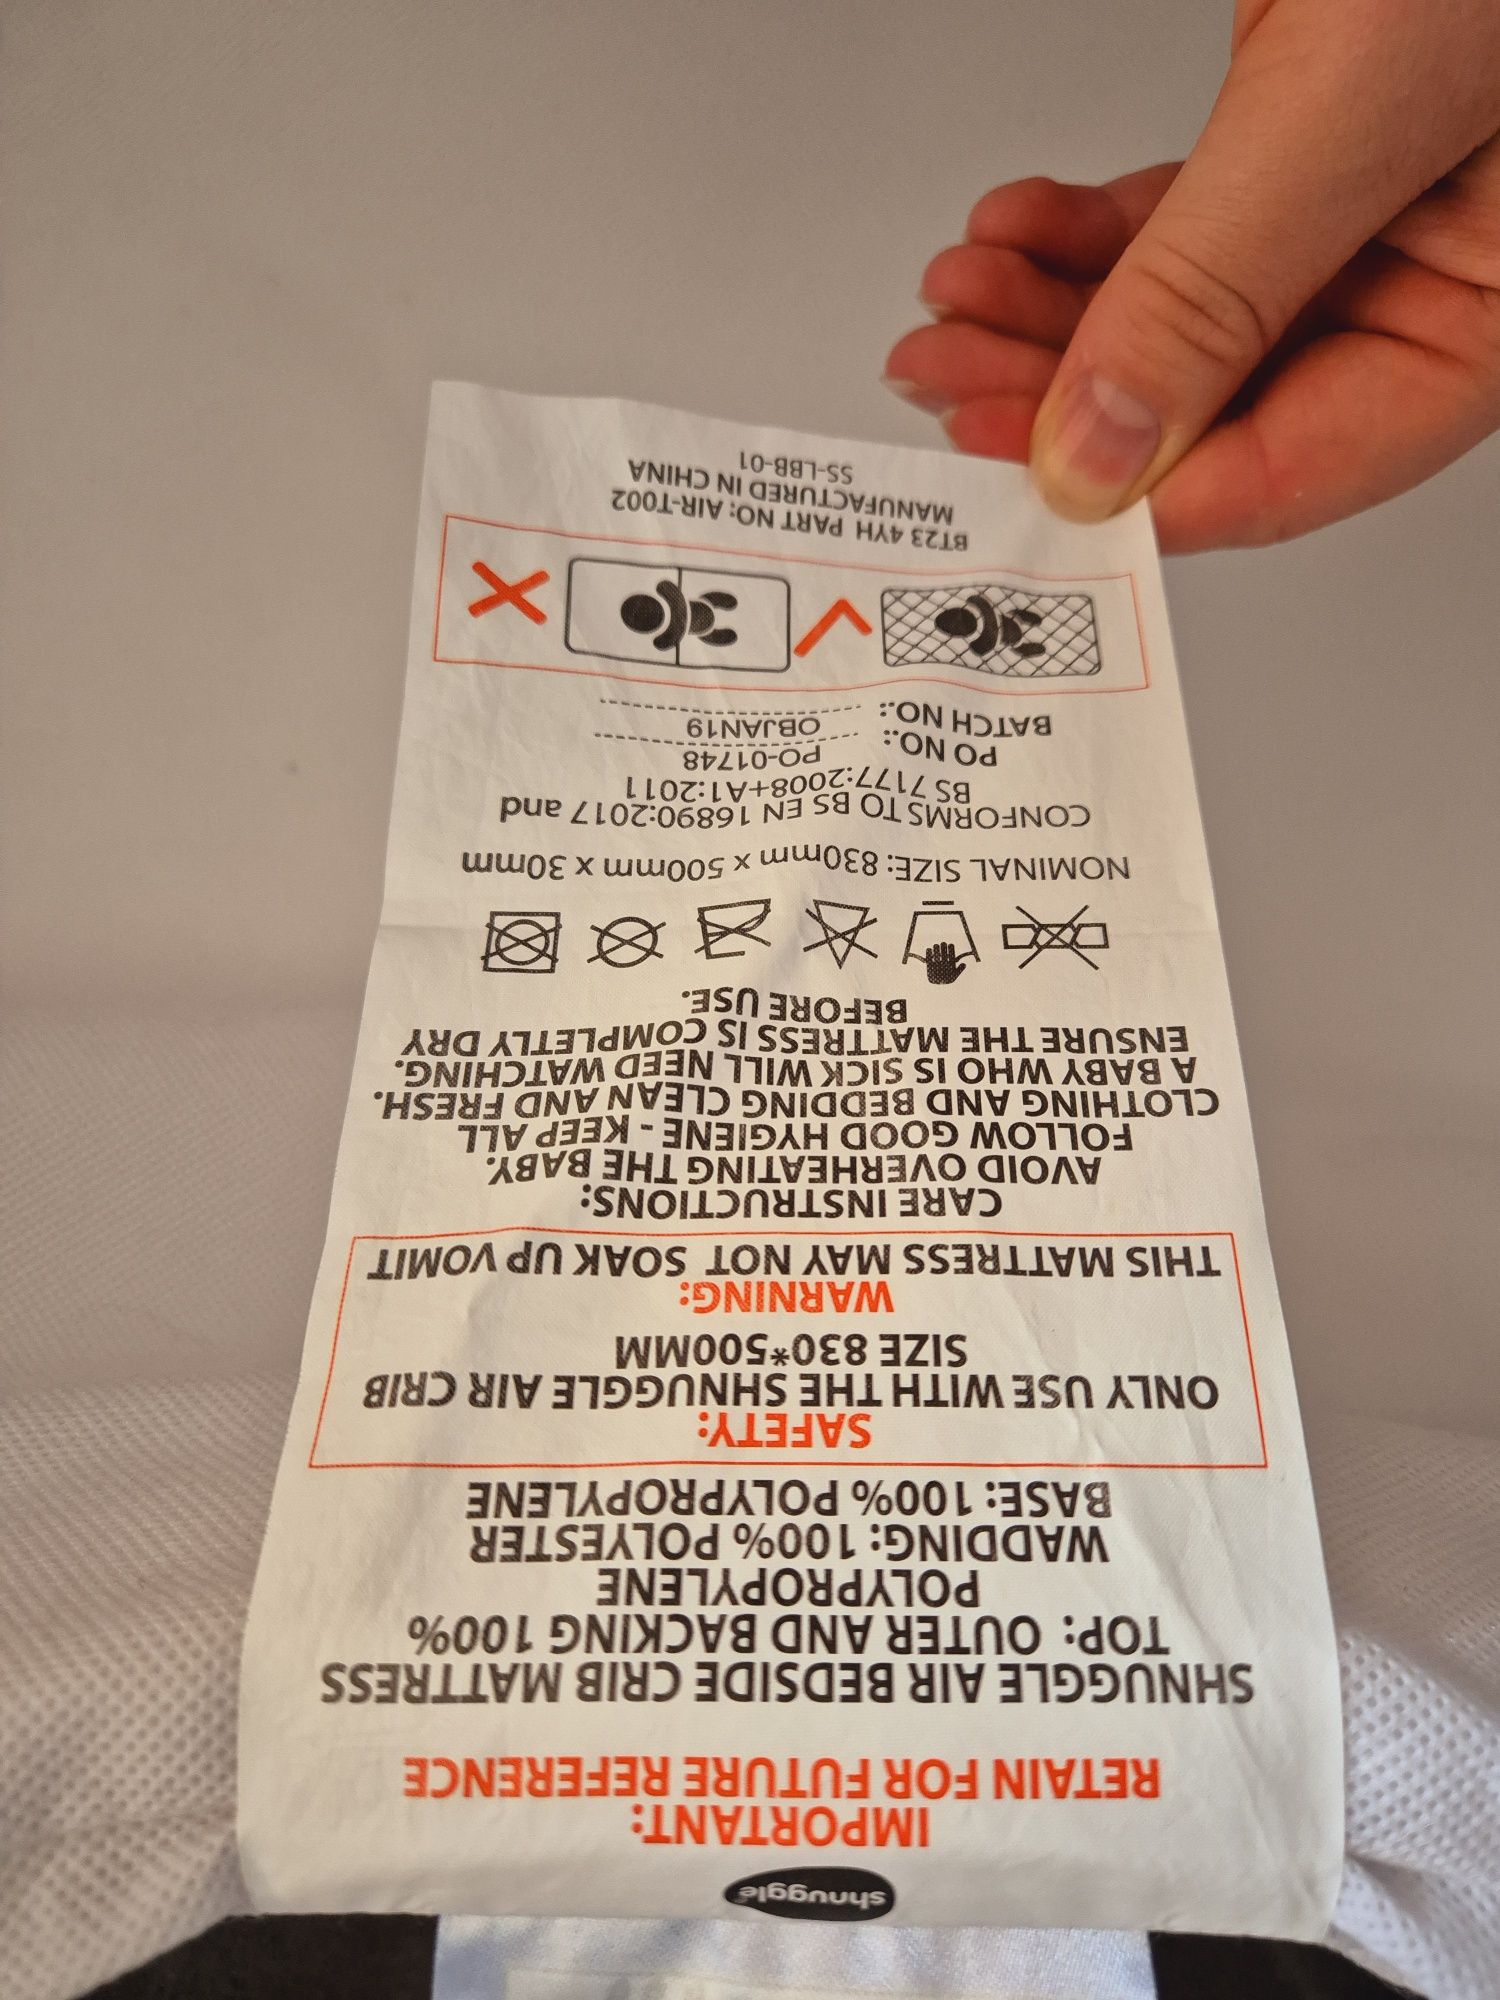 shnuggle
IMPORTANT:
RETAIN FOR FUTURE REFERENCE
SHNUGGLE AIR BEDSIDE CRIB MATTRESS
TOP: OUTER AND BACKING 100%
POLYPROPYLENE
WADDING: 100% POLYESTER
BASE: 100% POLYPROPYLENE
SAFETY:
ONLY USE WITH THE SHNUGGLE AIR CRIB
SIZE 830*500MM
WARNING:
THIS MATTRESS MAY NOT SOAK UP VOMIT
CARE INSTRUCTIONS:
AVOID OVERHEATING THE BABY.
FOLLOW GOOD HYGIENE - KEEP ALL
CLOTHING AND BEDDING CLEAN AND FRESH.
A BABY WHO IS SICK WILL NEED WATCHING.
ENSURE THE MATTRESS IS COMPLETLY DRY
BEFORE USE.
NOMINAL SIZE: 830mm x 500mm x 30mm
CONFORMS TO BS EN 16890:2017 and
BS 7177:2008+A1:2011
PO NO.: PO-01748
BATCH NO.: OBJAN19
BT23 4YH PART NO: AIR-T002
MANUFACTURED IN CHINA
SS-LBB-01